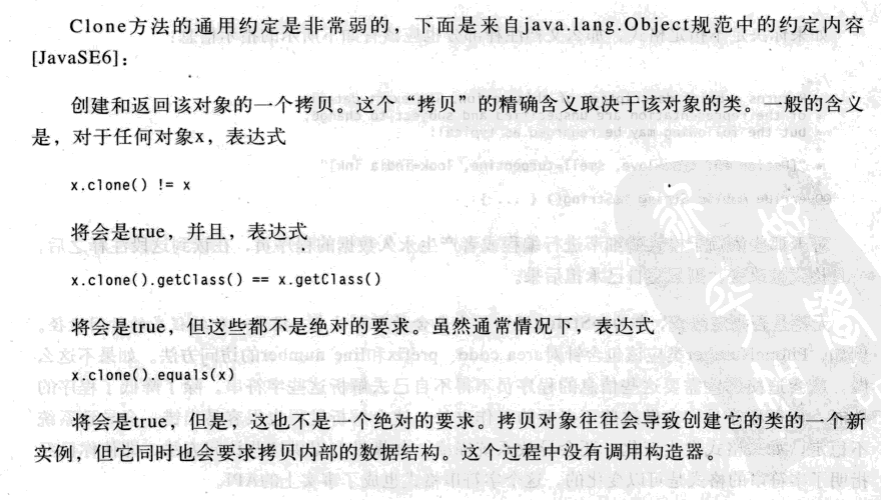 Clone方法的通用约定是非常弱的，下面是来自java.lang.Object规范中的约定内容
[JavaSE6]：
创建和返回该对象的一个拷贝。这个“拷贝”的精确含义取决于该对象的类。一般的含义
是，对于任何对象x，表达式
x.clone() != x
将会是true，并且，表达式
x.clone().getClass() == x.getClass()
将会是true，但这些都不是绝对的要求。虽然通常情况下，表达式
x.clone().equals(x)
将会是true，但是，这也不是一个绝对的要求。拷贝对象往往会导致创建它的类的一个新
实例，但它同时也会要求拷贝内部的数据结构。这个过程中没有调用构造器。